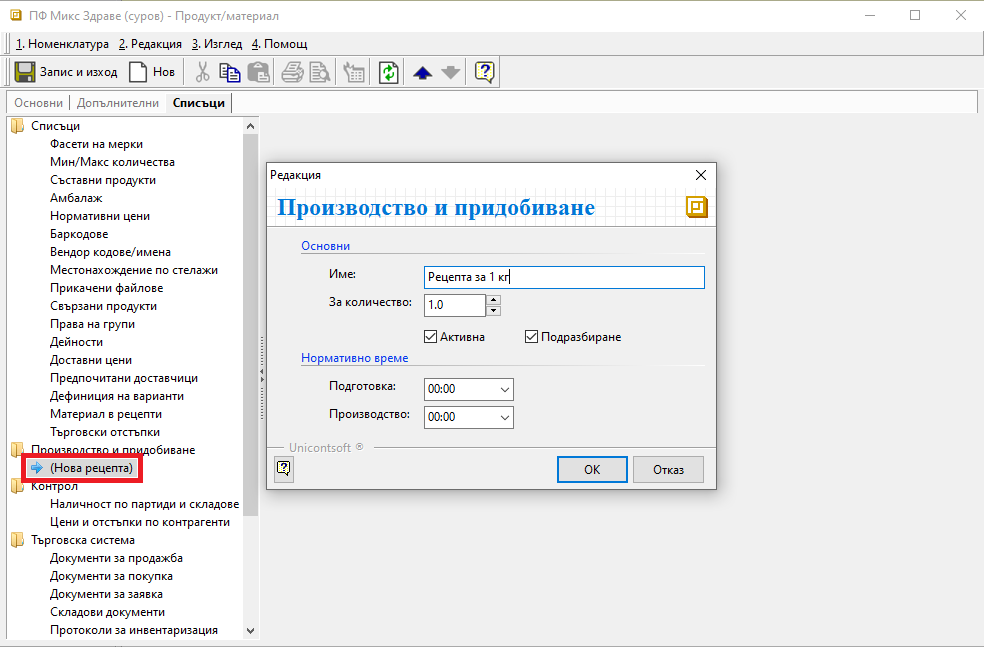 ПФ Микс Здраве (суров) - Продукт/материал
1. Номенклатура 2. Редакция 3. Изглед 4. Помощ
Запис и изход Нов
Основни Допълнителни Списъци
Списъци
Фасети на мерки
Мин/Макс количества
Съставни продукти
Амбалаж
Нормативни цени
Баркодове
Вендор кодове/имена
Местонахождение по стелажи
Прикачени файлове
Свързани продукти
Права на групи
Дейности
Доставни цени
Предпочитани доставчици
Дефиниция на варианти
Материал в рецепти
Търговски отстъпки
Производство и придобиване
(Нова рецепта)
Контрол
Наличност по партиди и складове
Цени и отстъпки по контрагенти
Търговска система
Документи за продажба
Документи за покупка
Документи за заявка
Складови документи
Протоколи за инвентаризация
Редакция
Производство и придобиване
Основни
Име: Рецепта за 1 кг
За количество: 1.0
Активна Подразбиране
Нормативно време
Подготовка: 00:00
Производство: 00:00
Unicontsoft ®
OK Отказ